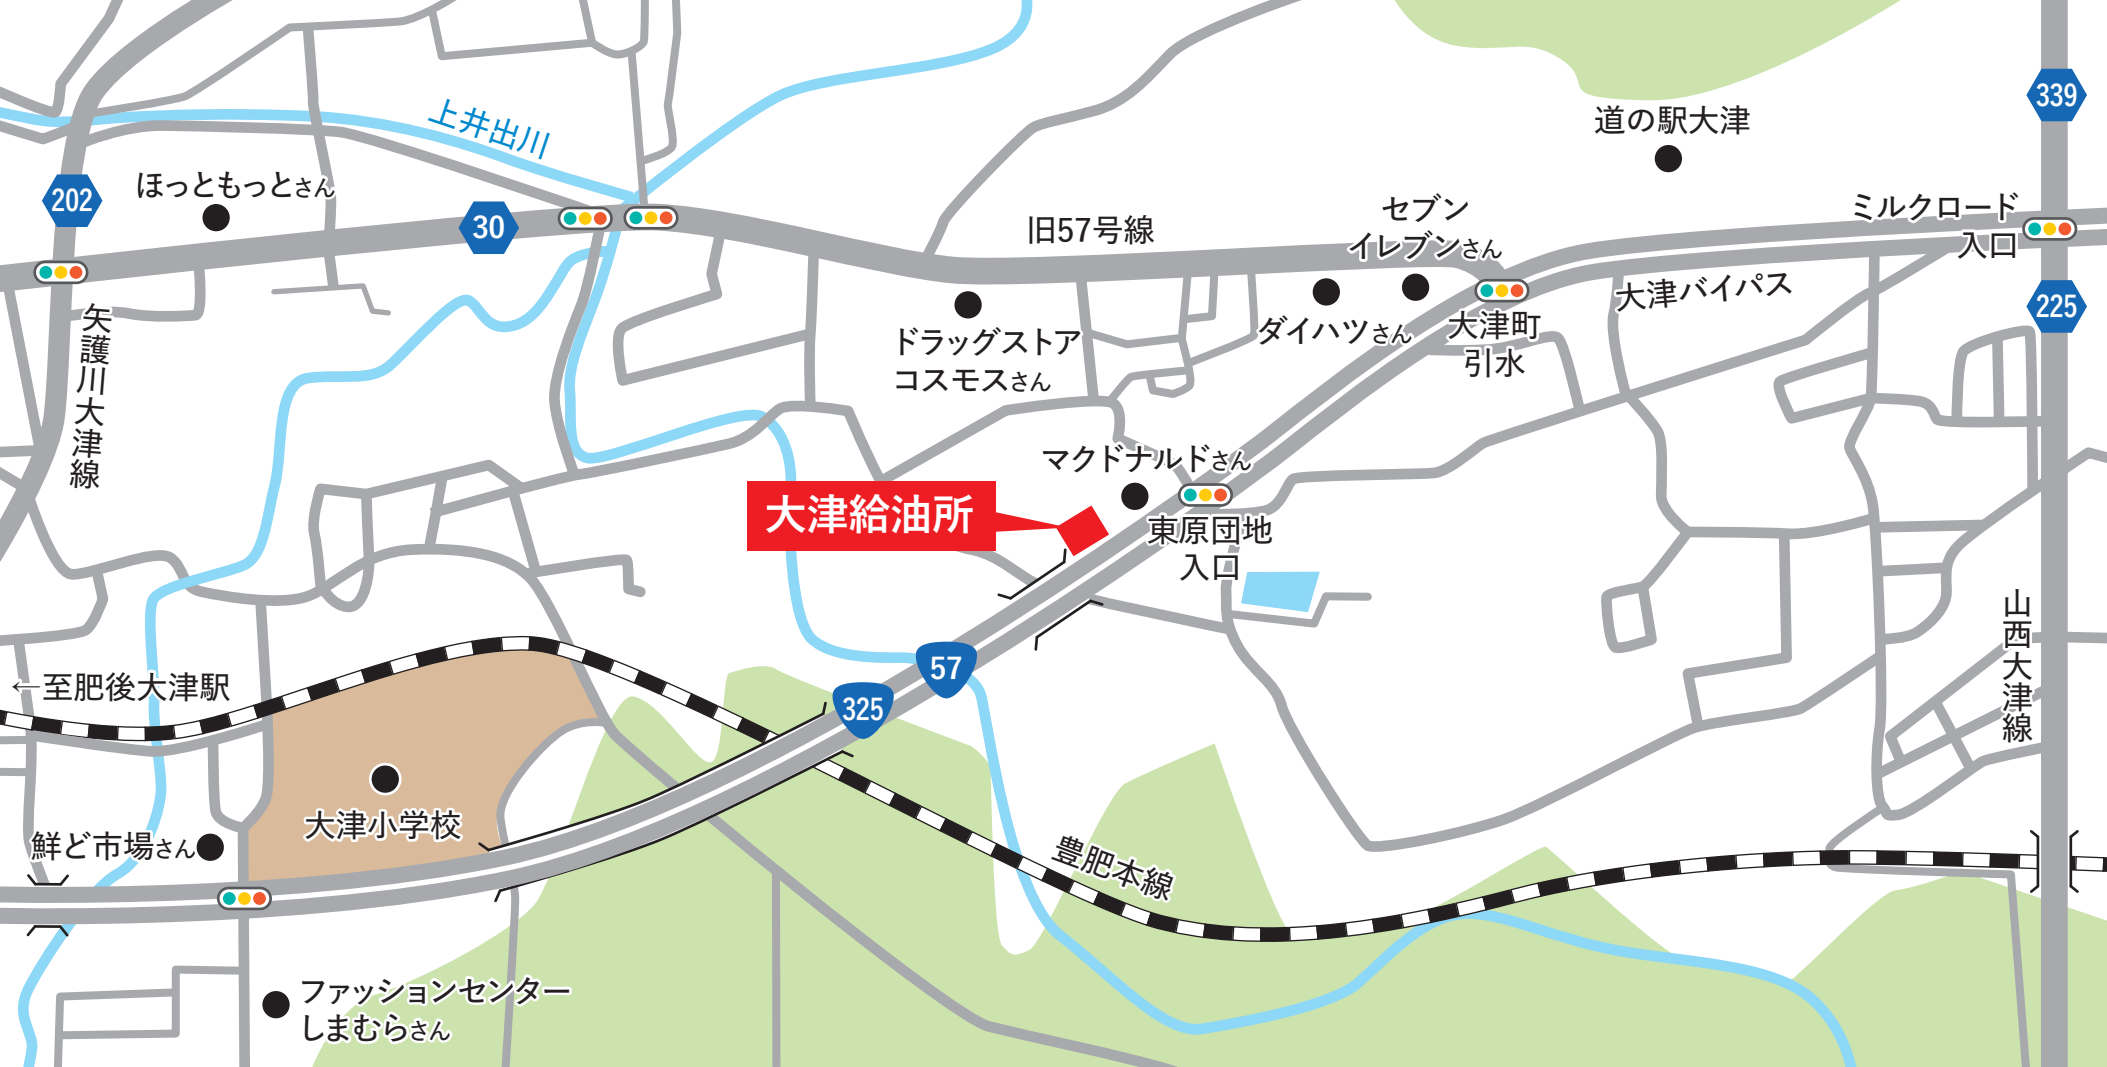 上井出川
339
道の駅大津
202
ほっともっとさん
30
旧57号線
セブン
イレブンさん
ミルクロード
入口
矢護川大津線
ドラッグストア
コスモスさん
ダイハツさん
大津町
引水
大津バイパス
225
マクドナルドさん
大津給油所
東原団地
入口
山西大津線
57
325
←至肥後大津駅
大津小学校
鮮ど市場さん
豊肥本線
ファッションセンター
しまむらさん